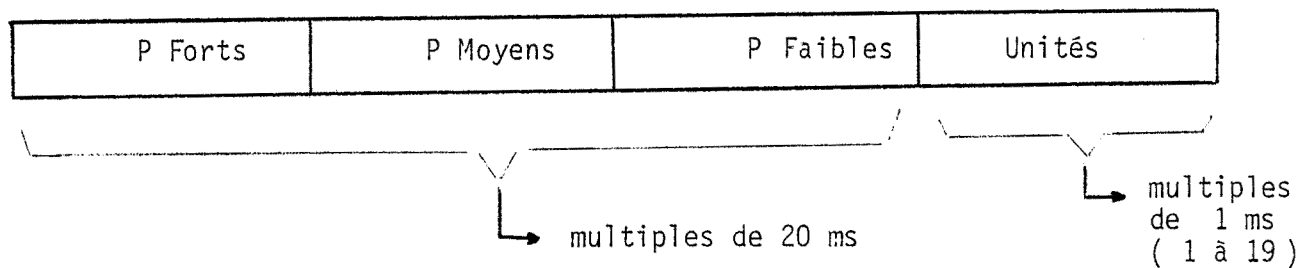 P Forts P Moyens P Faibles Unités
multiples de 20 ms
multiples
de 1 ms
( 1 à 19 )